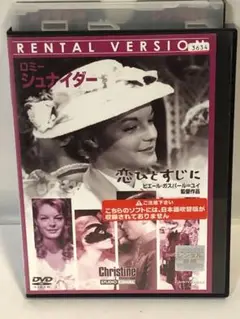 RENTAL VERSION
3614
ロミー
シュナイダー
恋ひとすじに
ピエール・ガスパール＝ユイ
監督作品
ご注意下さい
こちらのソフトには、日本語吹替版が
収録されておりません
Christine
DVD